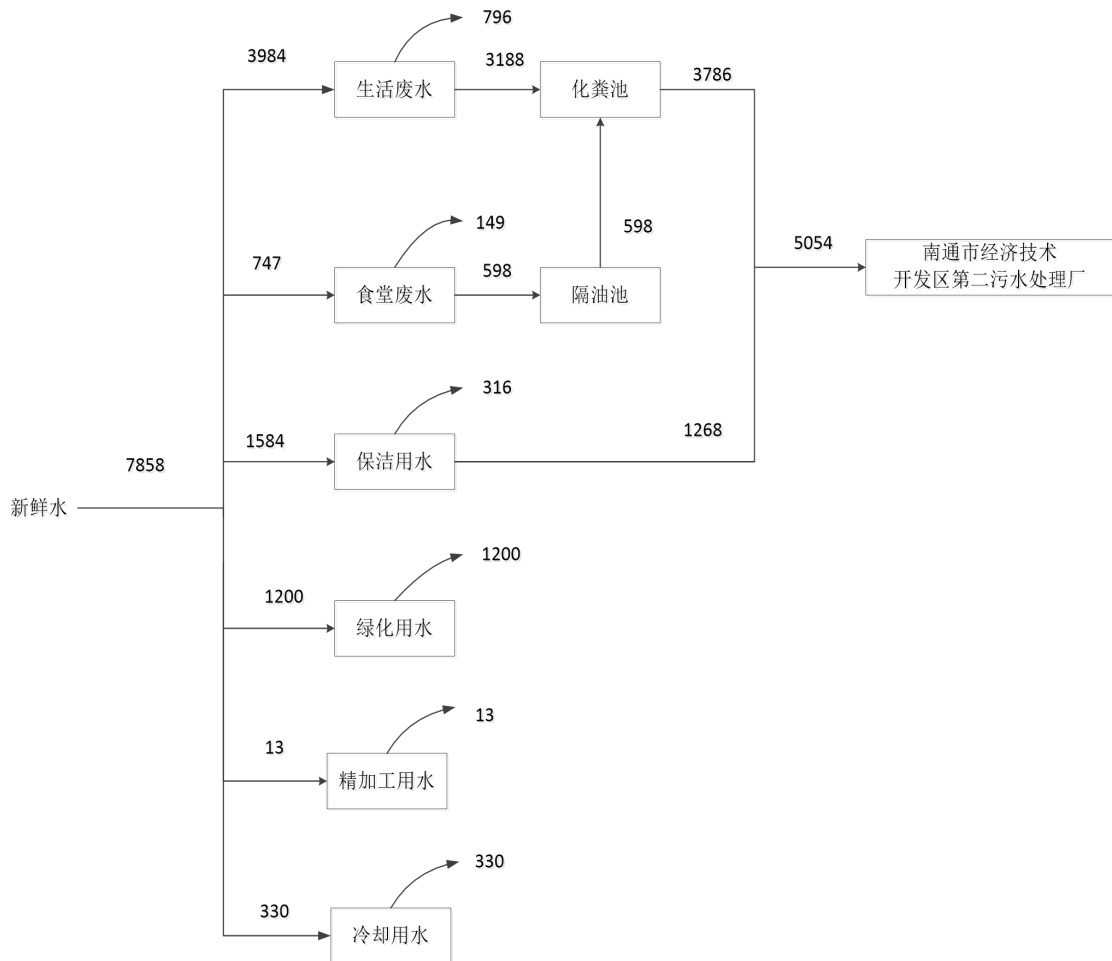 796
3984
生活废水
3188
化粪池
3786
149
747
食堂废水
598
隔油池
598
5054
南通市经济技术
开发区第二污水处理厂
316
1584
保洁用水
1268
7858
新鲜水
1200
1200
绿化用水
13
13
精加工用水
330
330
冷却用水